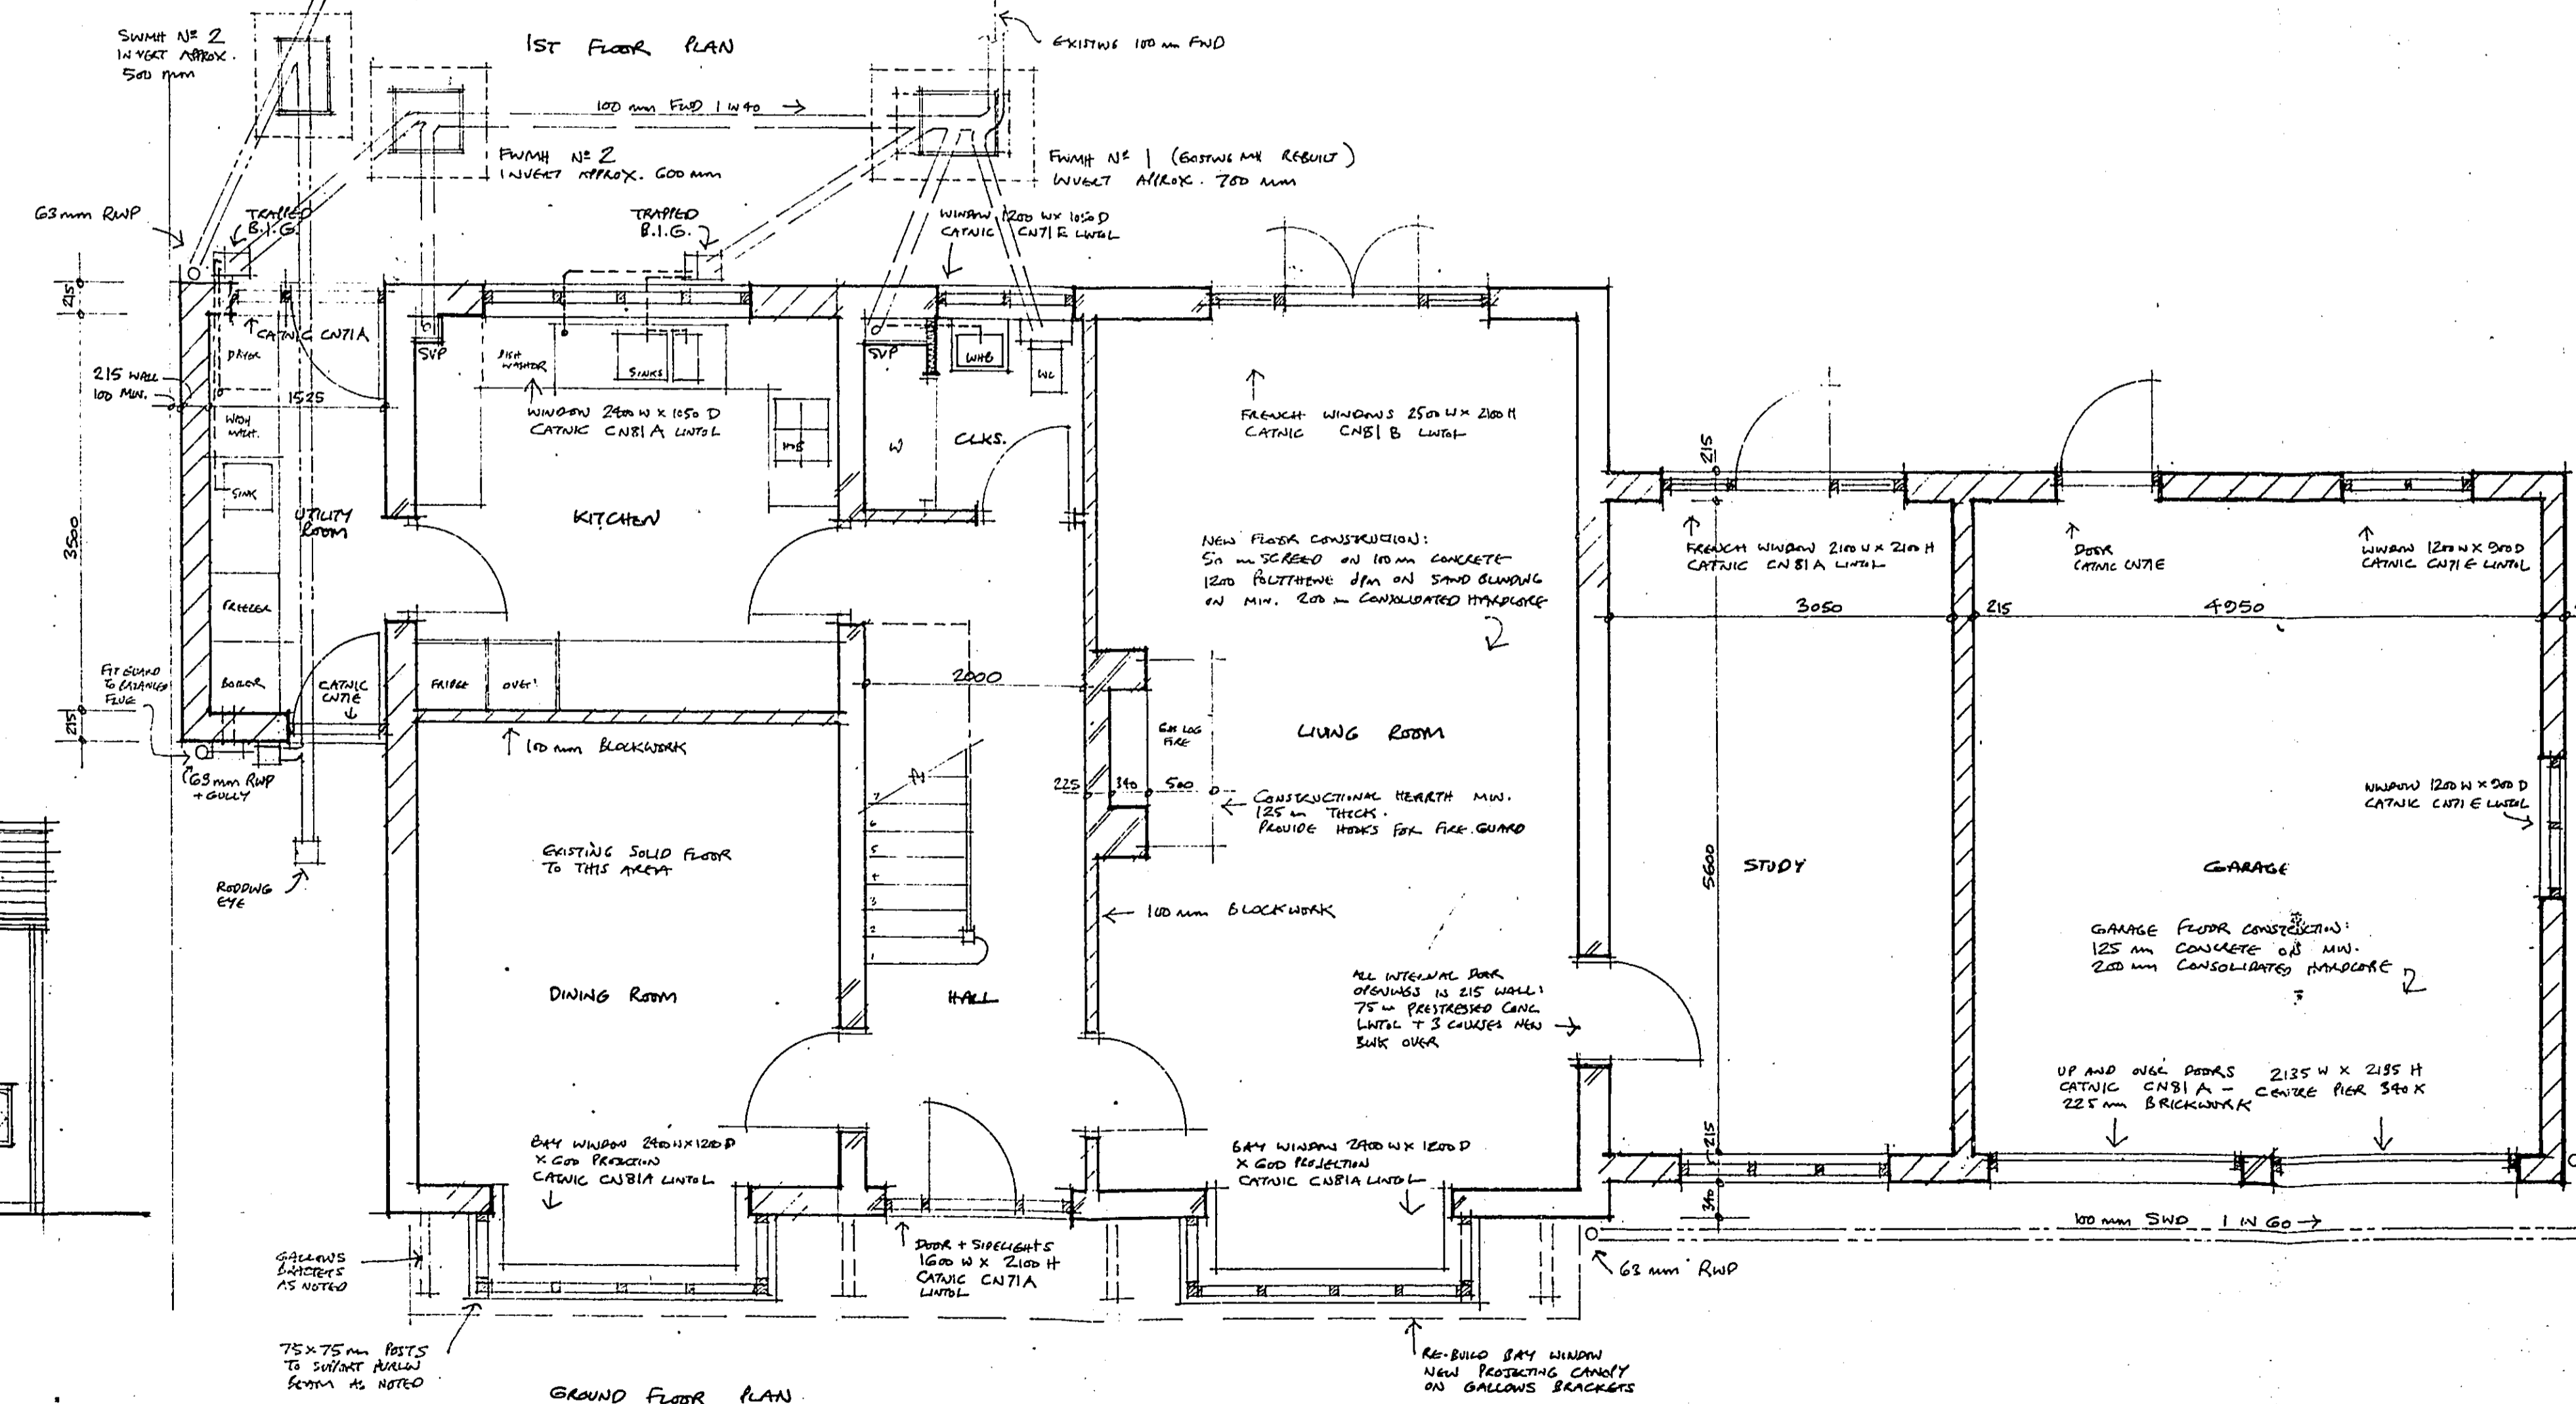 SWMH Nº 2
INVERT APPROX.
500 mm
1ST FLOOR PLAN
EXISTING 100 mm FWD
100 mm FWD 1 IN 40
FWMH Nº 2
INVERT APPROX. 600 mm
FWMH Nº 1 (EXISTING MH REBUILT)
INVERT APPROX. 700 mm
63 mm RWP
TRAPPED
B.I.G.
TRAPPED
B.I.G.
WINDOW 1200 W x 1050 D
CATNIC CN71E LINTOL
215
CATNIC CN71A
DRYER
SVP
DISH
WASHER
SINKS
SVP
WHB
WC
215 WALL
100 MIN.
1525
WASH
MACH.
WINDOW 2400 W x 1050 D
CATNIC CN81A LINTOL
HOB
W
CLKS.
FRENCH WINDOWS 2500 W x 2100 H
CATNIC CN81B LINTOL
215
SINK
UTILITY
ROOM
KITCHEN
3500
NEW FLOOR CONSTRUCTION:
50 mm SCREED ON 100 mm CONCRETE
1200 POLYTHENE dpm ON SAND BLINDING
ON MIN. 200 mm CONSOLIDATED HARDCORE
FRENCH WINDOW 2100 W x 2100 H
CATNIC CN81A LINTOL
DOOR
CATNIC CN71E
WINDOW 1200 W x 900 D
CATNIC CN71E LINTOL
3050
215
4950
FREEZER
FIT GUARD
TO BALANCED
FLUE
BOILER
CATNIC
CN71E
FRIDGE
OVEN
2000
215
100 mm BLOCKWORK
GAS LOG
FIRE
LIVING ROOM
63 mm RWP
+ GULLY
225
340
500
CONSTRUCTIONAL HEARTH MIN.
125 mm THICK.
PROVIDE HOOKS FOR FIRE GUARD
WINDOW 1200 W x 900 D
CATNIC CN71E LINTOL
7
6
5
4
3
2
1
EXISTING SOLID FLOOR
TO THIS AREA
5600
STUDY
GARAGE
RODDING
EYE
100 mm BLOCKWORK
GARAGE FLOOR CONSTRUCTION:
125 mm CONCRETE ON MIN.
200 mm CONSOLIDATED HARDCORE
DINING ROOM
HALL
ALL INTERNAL DOOR
OPENINGS IN 215 WALL:
75 mm PRESTRESSED CONC
LINTOL + 3 COURSES NEW
BWK OVER
UP AND OVER DOORS 2135 W x 2135 H
CATNIC CN81A - CENTRE PIER 340 X
225 mm BRICKWORK
BAY WINDOW 2400 W x 1200 D
x 600 PROJECTION
CATNIC CN81A LINTOL
BAY WINDOW 2400 W x 1200 D
x 600 PROJECTION
CATNIC CN81A LINTOL
215
340
100 mm SWD 1 IN 60
GALLOWS
BRACKETS
AS NOTED
DOOR + SIDELIGHTS
1600 W x 2100 H
CATNIC CN71A
LINTOL
63 mm RWP
75 x 75 mm POSTS
TO SUPPORT PURLIN
BEAM AS NOTED
RE-BUILD BAY WINDOW
NEW PROJECTING CANOPY
ON GALLOWS BRACKETS
GROUND FLOOR PLAN